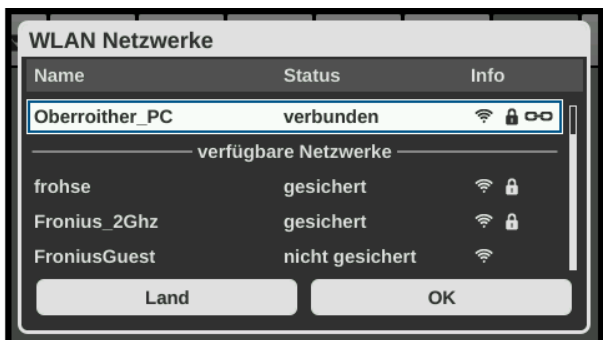 WLAN Netzwerke
Name Status Info
Oberroither_PC verbunden
verfügbare Netzwerke
frohse gesichert
Fronius_2Ghz gesichert
FroniusGuest nicht gesichert
Land OK